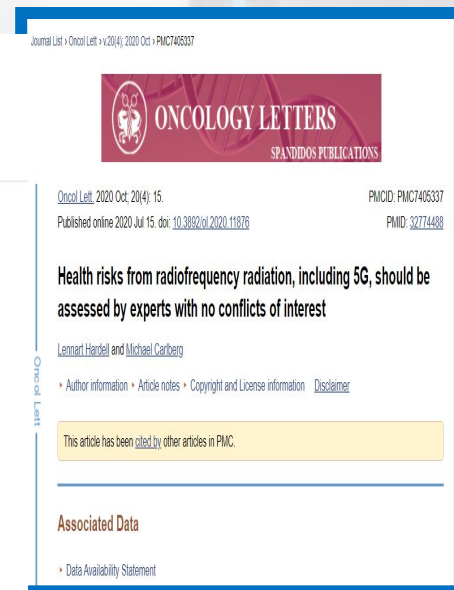 Journal List > Oncol Lett > v.20(4); 2020 Oct > PMC7405337
ONCOLOGY LETTERS
SPANDIDOS PUBLICATIONS
Oncol Lett. 2020 Oct; 20(4): 15.
PMCID: PMC7405337
Published online 2020 Jul 15. doi: 10.3892/ol.2020.11876
PMID: 32774488
Health risks from radiofrequency radiation, including 5G, should be
assessed by experts with no conflicts of interest
Lennart Hardell and Michael Carlberg
▸ Author information ▸ Article notes ▸ Copyright and License information Disclaimer
Oncol Lett
This article has been cited by other articles in PMC.
Associated Data
▸ Data Availability Statement